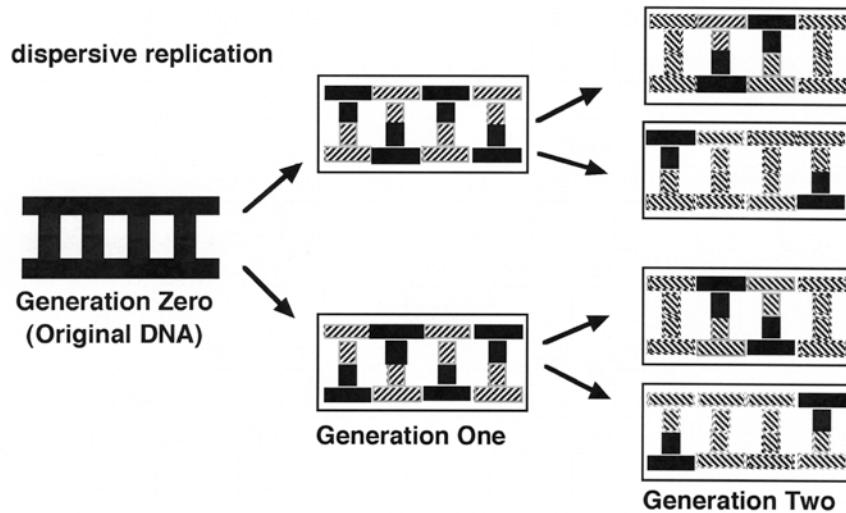 dispersive replication
Generation Zero
(Original DNA)
Generation One
Generation Two